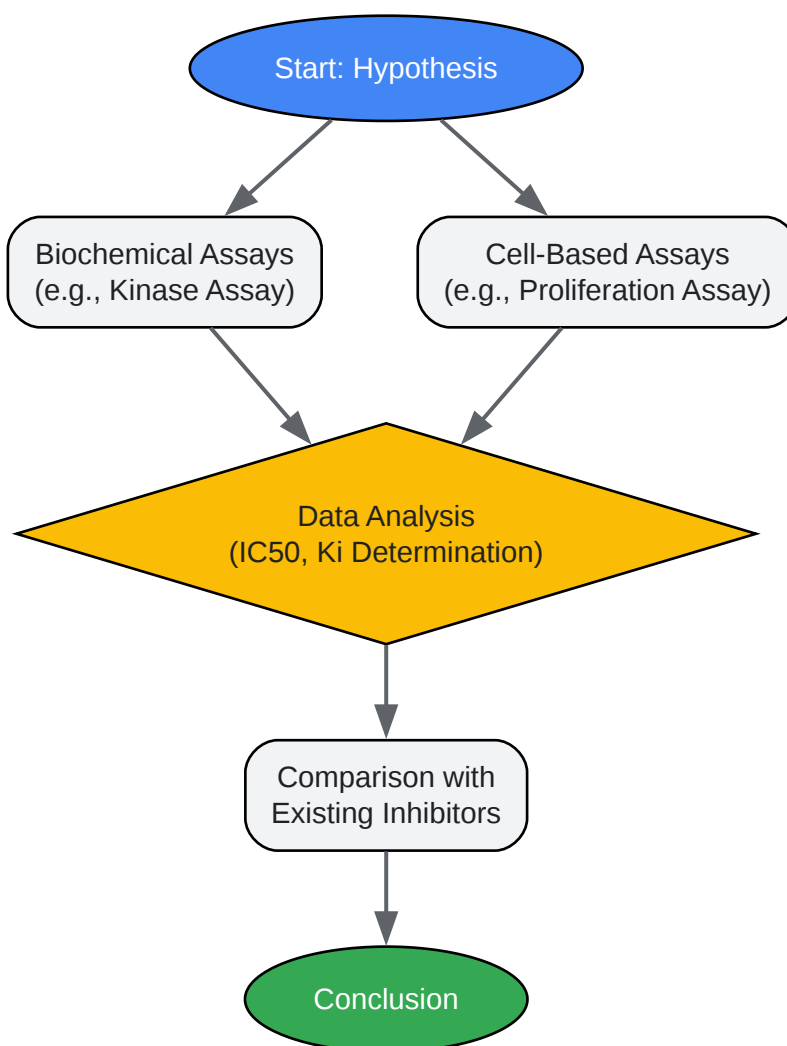 Start: Hypothesis
Biochemical Assays
(e.g., Kinase Assay)
Cell-Based Assays
(e.g., Proliferation Assay)
Data Analysis
(IC50, Ki Determination)
Comparison with
Existing Inhibitors
Conclusion